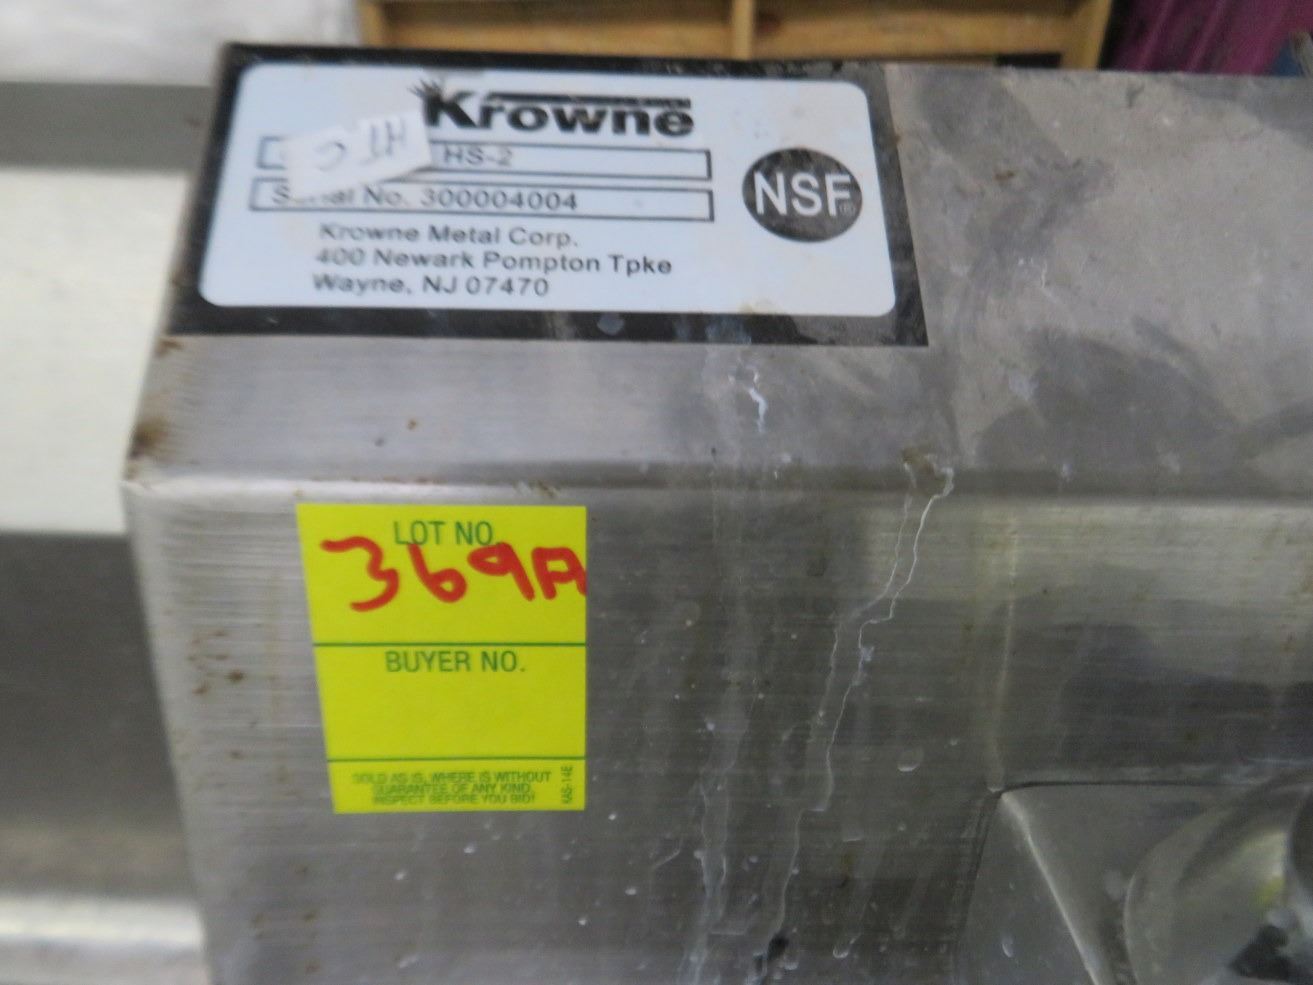 Krowne
HS-2
NSF
Serial No. 300004004
Krowne Metal Corp.
400 Newark Pompton Tpke
Wayne, NJ 07470
LOT NO.
369A
BUYER NO.
SOLD AS IS, WHERE IS WITHOUT
GUARANTEE OF ANY KIND.
INSPECT BEFORE YOU BID!